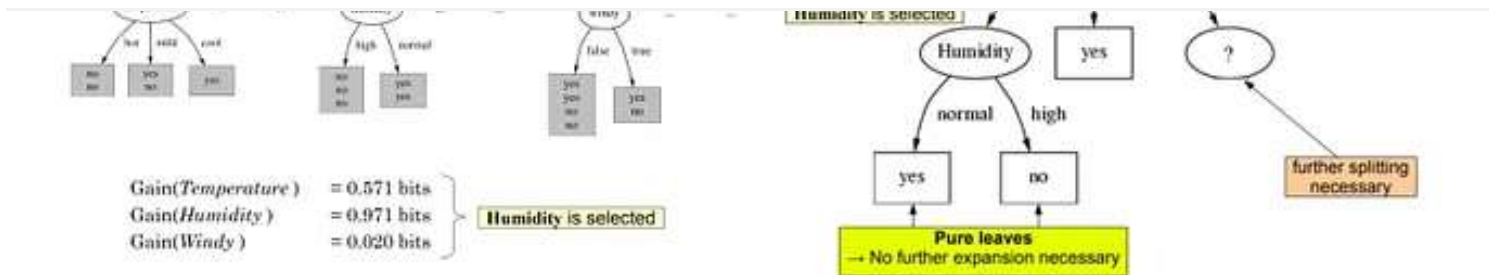 windy
hot mild cool
no
no
yes
no
yes
high normal
no
no
no
yes
yes
false true
yes
yes
no
no
yes
no
Gain(Temperature) = 0.571 bits
Gain(Humidity) = 0.971 bits
Gain(Windy) = 0.020 bits
Humidity is selected
Humidity is selected
Humidity
yes
?
normal high
yes
no
further splitting
necessary
Pure leaves
→ No further expansion necessary